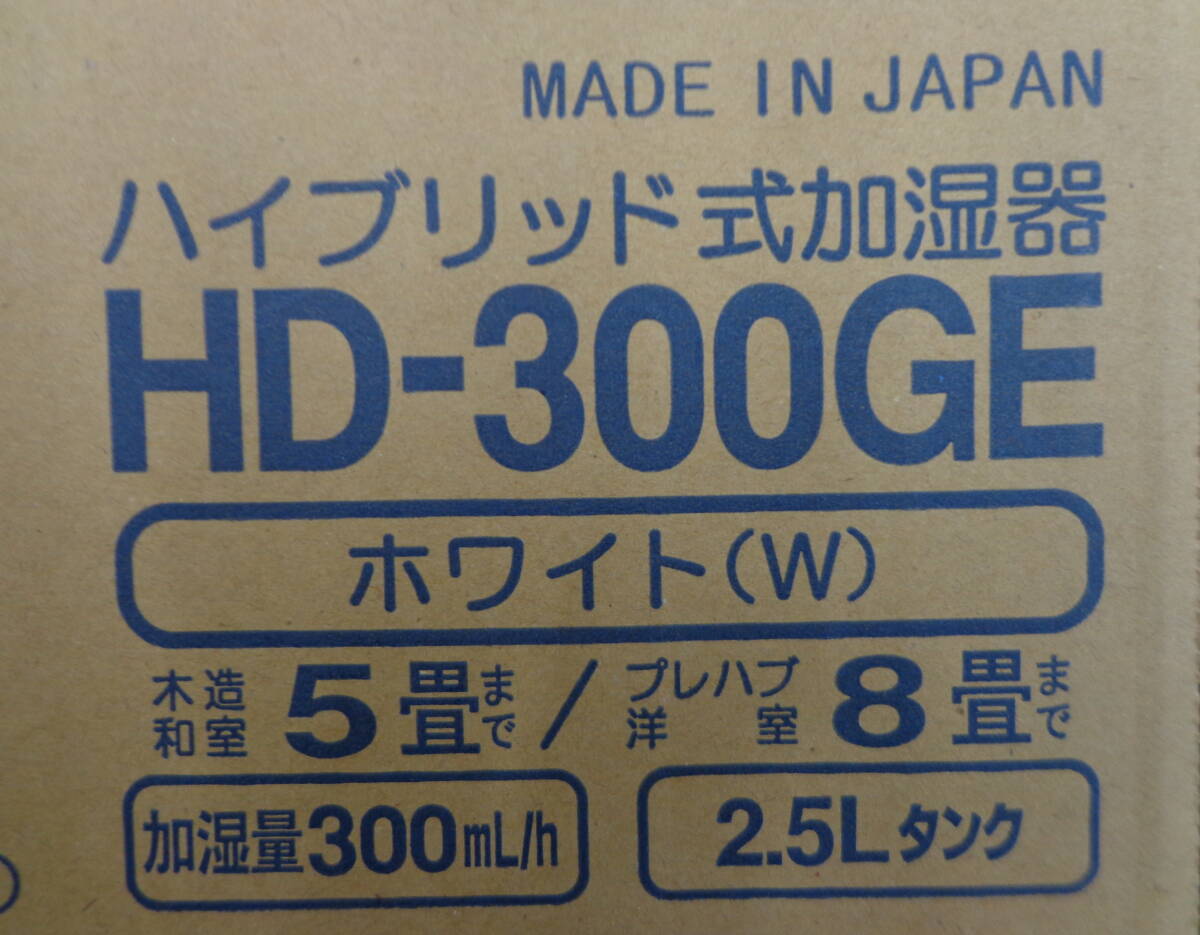 MADE IN JAPAN
ハイブリッド式加湿器
HD-300GE
ホワイト(W)
木造和室5畳まで/プレハブ洋室8畳まで
加湿量300mL/h
2.5Lタンク